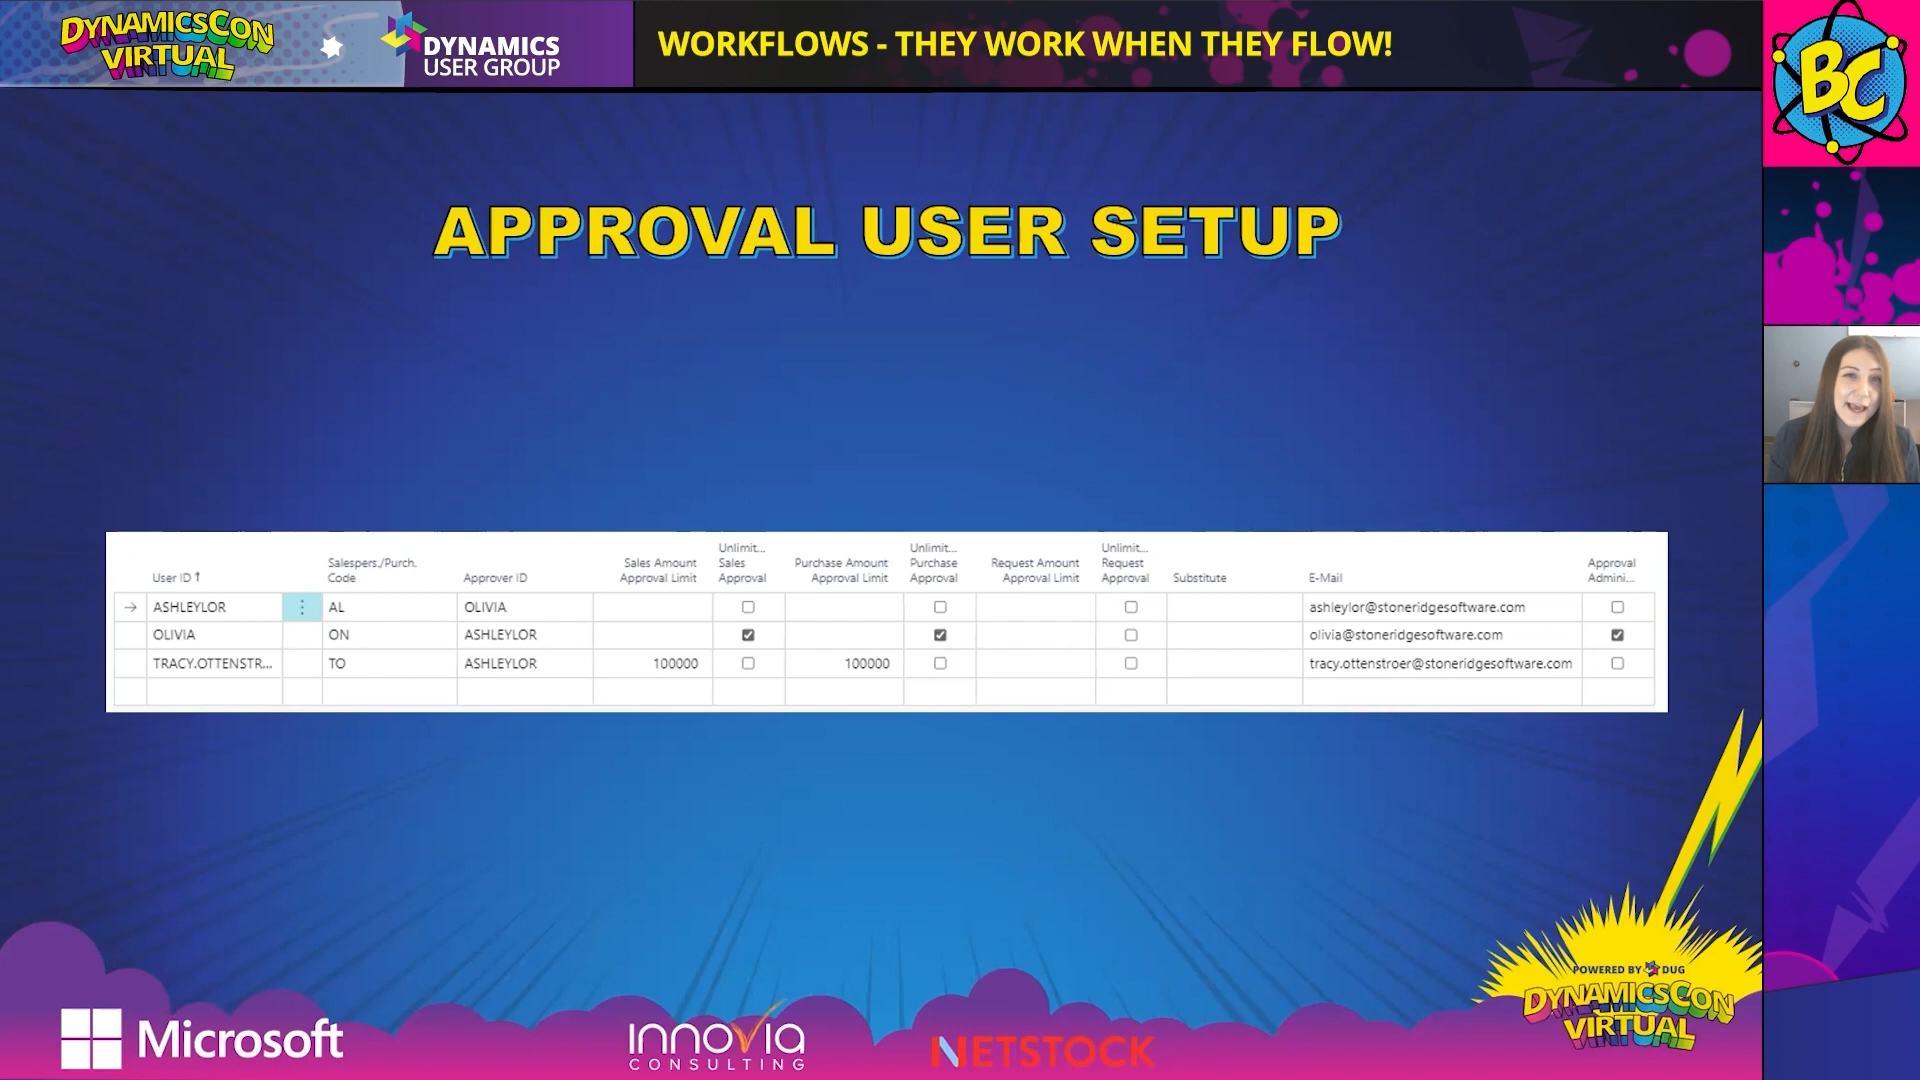 DYNAMICSCON
VIRTUAL
DYNAMICS
USER GROUP
WORKFLOWS - THEY WORK WHEN THEY FLOW!
BC
APPROVAL USER SETUP
User ID ↑ Salespers./Purch. Code Approver ID Sales Amount Approval Limit Unlimit... Sales Approval Purchase Amount Approval Limit Unlimit... Purchase Approval Request Amount Approval Limit Unlimit... Request Approval Substitute E-Mail Approval Admini...
ASHLEYLOR AL OLIVIA ashleylor@stoneridgesoftware.com
OLIVIA ON ASHLEYLOR olivia@stoneridgesoftware.com
TRACY.OTTENSTR... TO ASHLEYLOR 100000 100000 tracy.ottenstroer@stoneridgesoftware.com
POWERED BY DUG
DYNAMICSCON
VIRTUAL
Microsoft
innovia
CONSULTING
NETSTOCK